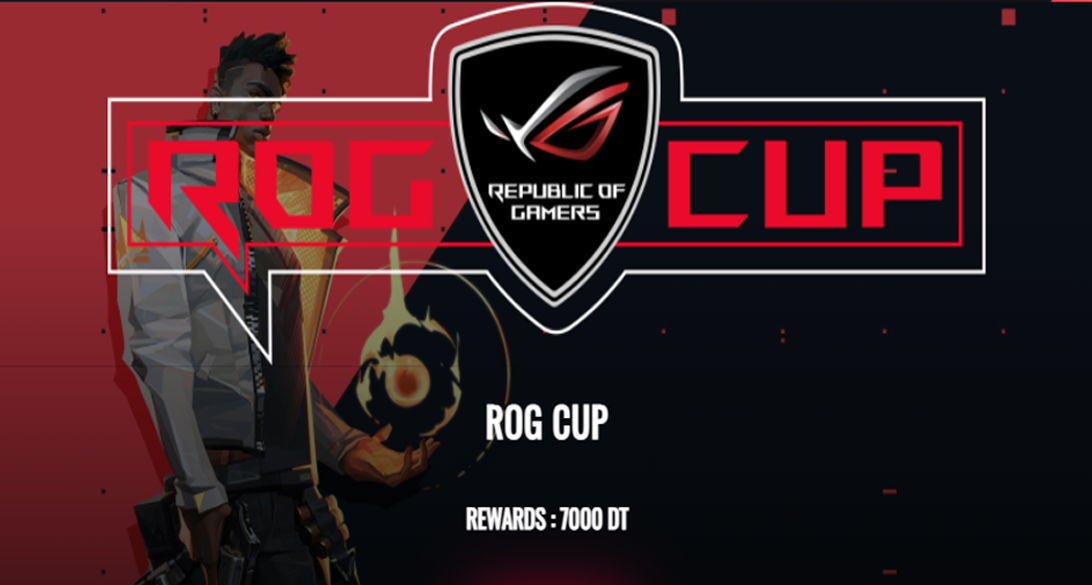 ROG CUP
REPUBLIC OF
GAMERS
ROG CUP
REWARDS : 7000 DT